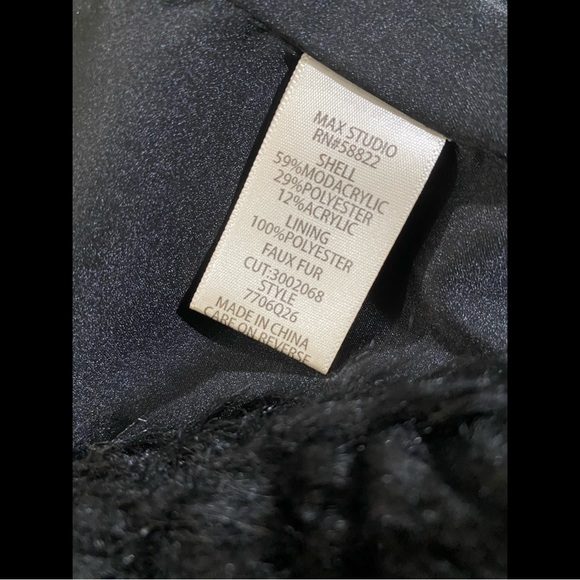 MAX STUDIO
RN#58822
SHELL
59%MODACRYLIC
29%POLYESTER
12%ACRYLIC
LINING
100%POLYESTER
FAUX FUR
CUT:3002068
STYLE
7706Q26
MADE IN CHINA
CARE ON REVERSE